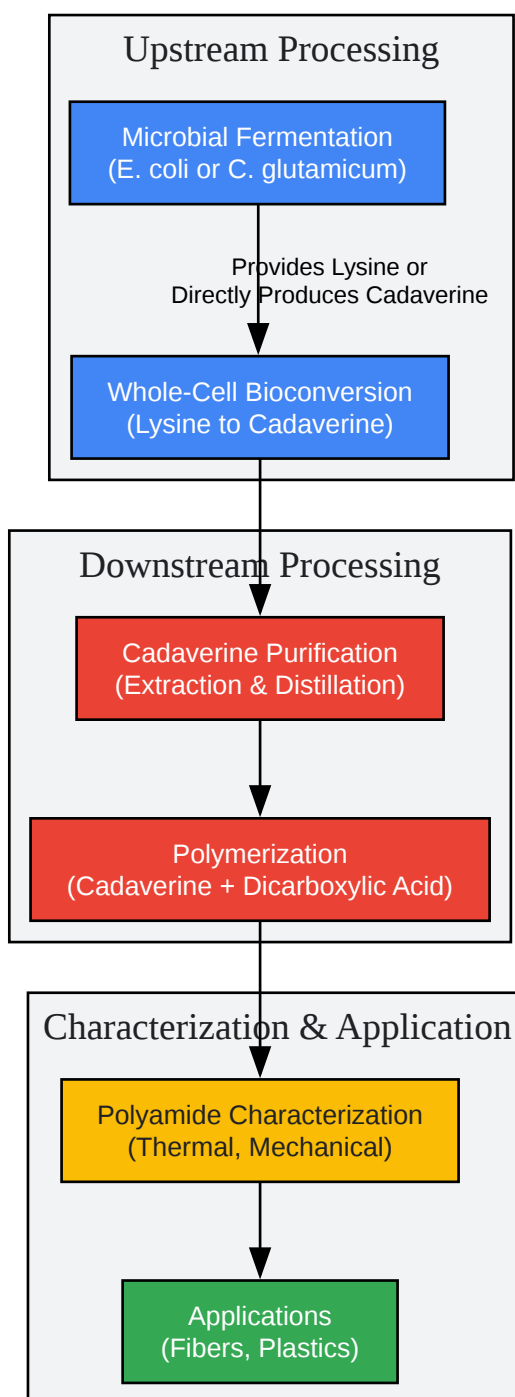 Upstream Processing
Microbial Fermentation
(E. coli or C. glutamicum)
Provides Lysine or
Directly Produces Cadaverine
Whole-Cell Bioconversion
(Lysine to Cadaverine)
Downstream Processing
Cadaverine Purification
(Extraction & Distillation)
Polymerization
(Cadaverine + Dicarboxylic Acid)
Characterization & Application
Polyamide Characterization
(Thermal, Mechanical)
Applications
(Fibers, Plastics)